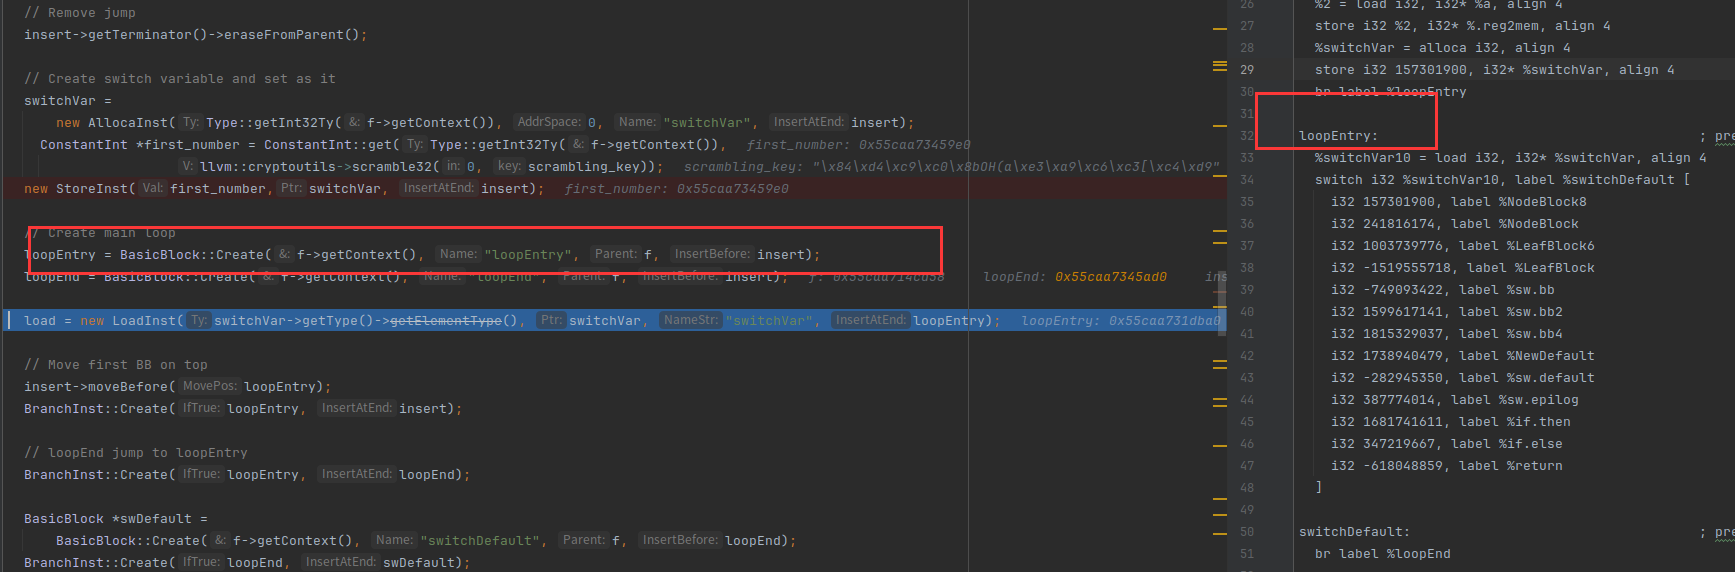 // Remove jump
insert->getTerminator()->eraseFromParent();
// Create switch variable and set as it
switchVar =
new AllocaInst( Ty: Type::getInt32Ty( &: f->getContext()), AddrSpace: 0, Name: "switchVar", InsertAtEnd: insert);
ConstantInt *first_number = ConstantInt::get( Ty: Type::getInt32Ty( &: f->getContext()), first_number: 0x55caa73459e0
V: llvm::cryptoutils->scramble32( in: 0, key: scrambling_key)); scrambling_key: "\x84\xd4\xc9\xc0\x8bOH(a\xe3\xa9\xc6\xc3[\xc4\xd9"
new StoreInst( Val: first_number, Ptr: switchVar, InsertAtEnd: insert); first_number: 0x55caa73459e0
// Create main loop
loopEntry = BasicBlock::Create( &: f->getContext(), Name: "loopEntry", Parent: f, InsertBefore: insert);
loopEnd = BasicBlock::Create( &: f->getContext(), Name: "loopEnd", Parent: f, InsertBefore: insert); f: 0x55caa714cd58 loopEnd: 0x55caa7345ad0 ins
load = new LoadInst( Ty: switchVar->getType()->getElementType(), Ptr: switchVar, NameStr: "switchVar", InsertAtEnd: loopEntry); loopEntry: 0x55caa731dba0
// Move first BB on top
insert->moveBefore( MovePos: loopEntry);
BranchInst::Create( IfTrue: loopEntry, InsertAtEnd: insert);
// loopEnd jump to loopEntry
BranchInst::Create( IfTrue: loopEntry, InsertAtEnd: loopEnd);
BasicBlock *swDefault =
BasicBlock::Create( &: f->getContext(), Name: "switchDefault", Parent: f, InsertBefore: loopEnd);
BranchInst::Create( IfTrue: loopEnd, InsertAtEnd: swDefault);
26 %2 = load i32, i32* %a, align 4
27 store i32 %2, i32* %.reg2mem, align 4
28 %switchVar = alloca i32, align 4
29 store i32 157301900, i32* %switchVar, align 4
30 br label %loopEntry
31
32 loopEntry: ; pre
33 %switchVar10 = load i32, i32* %switchVar, align 4
34 switch i32 %switchVar10, label %switchDefault [
35 i32 157301900, label %NodeBlock8
36 i32 241816174, label %NodeBlock
37 i32 1003739776, label %LeafBlock6
38 i32 -1519555718, label %LeafBlock
39 i32 -749093422, label %sw.bb
40 i32 1599617141, label %sw.bb2
41 i32 1815329037, label %sw.bb4
42 i32 1738940479, label %NewDefault
43 i32 -282945350, label %sw.default
44 i32 387774014, label %sw.epilog
45 i32 1681741611, label %if.then
46 i32 347219667, label %if.else
47 i32 -618048859, label %return
48 ]
49
50 switchDefault: ; pre
51 br label %loopEnd